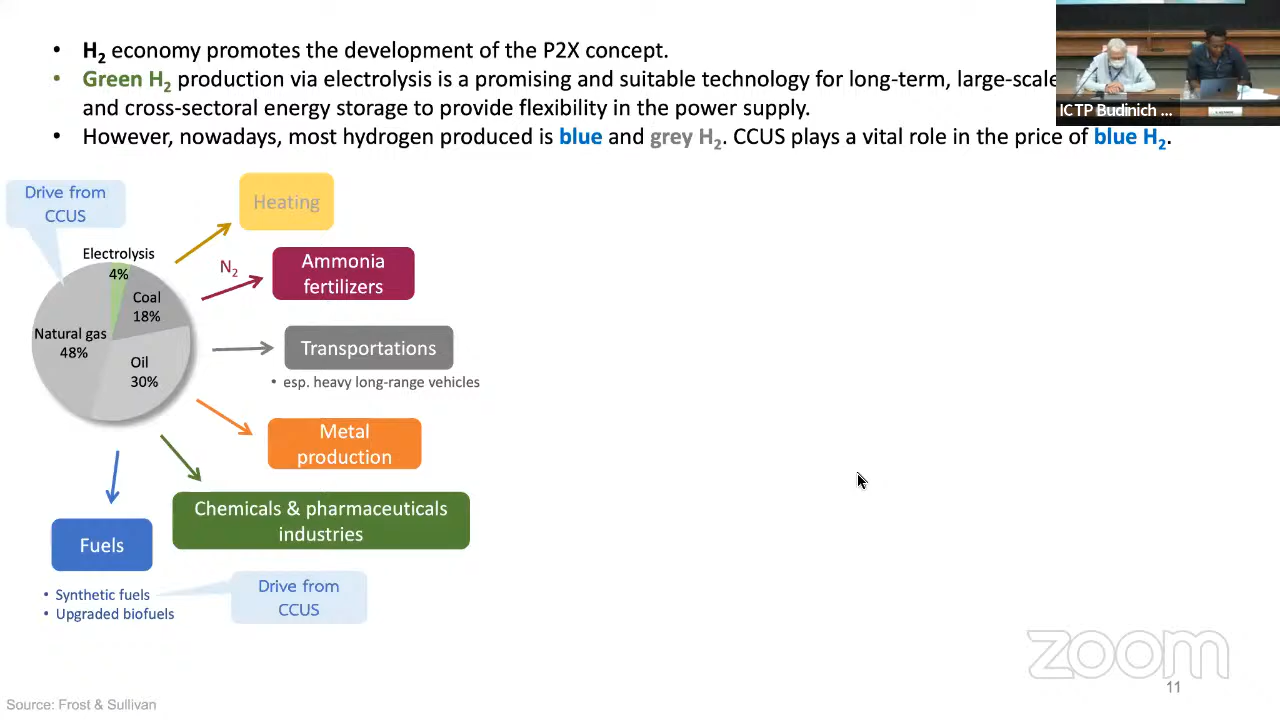 • H₂ economy promotes the development of the P2X concept.
• Green H₂ production via electrolysis is a promising and suitable technology for long-term, large-scale
and cross-sectoral energy storage to provide flexibility in the power supply.
• However, nowadays, most hydrogen produced is blue and grey H₂. CCUS plays a vital role in the price of blue H₂.
ICTP Budinich ...
Drive from
CCUS
Heating
Electrolysis
4%
N₂
Ammonia
fertilizers
Coal
18%
Natural gas
48%
Oil
30%
Transportations
• esp. heavy long-range vehicles
Metal
production
Chemicals & pharmaceuticals
industries
Fuels
• Synthetic fuels
• Upgraded biofuels
Drive from
CCUS
zoom
11
Source: Frost & Sullivan